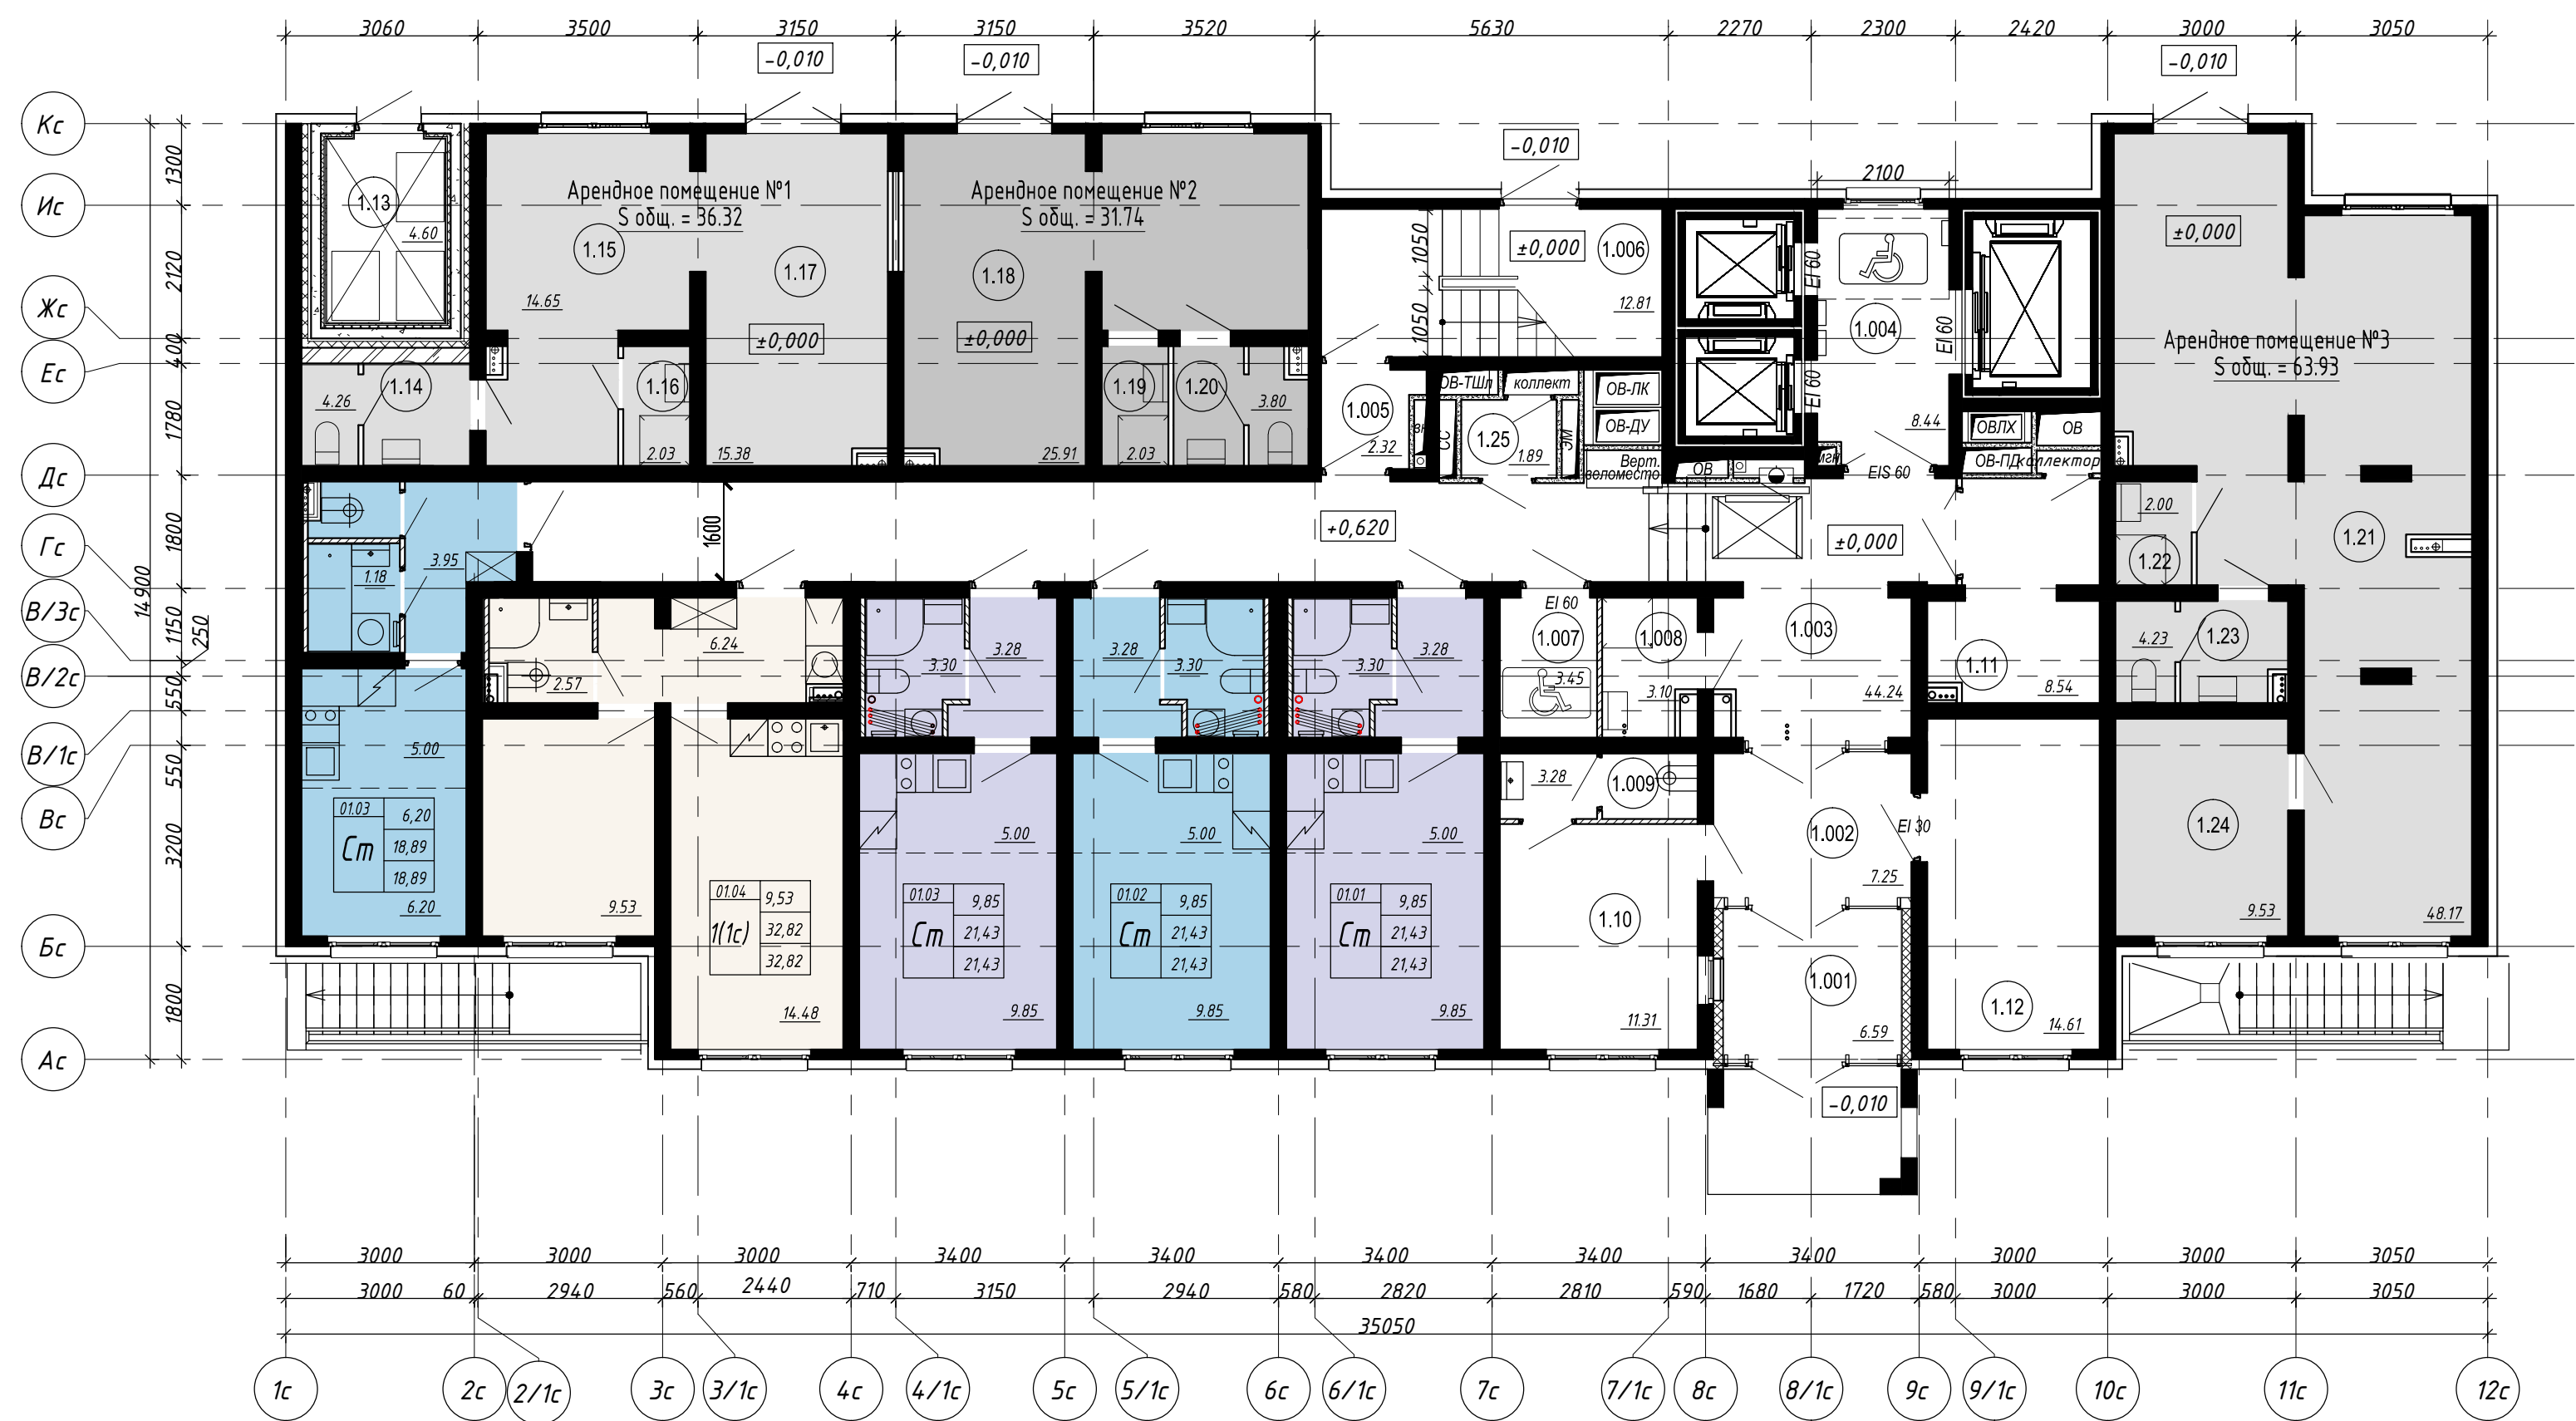 3060 3500 3150 3150 3520 5630 2270 2300 2420 3000 3050
-0,010 -0,010 -0,010
Кс
Ис
Жс
Ес
Дс
Гс
В/3с
В/2с
В/1с
Вс
Бс
Ас
14900
1300
2120
400
1780
1800
1150
250
550
550
3200
1800
-0,010
2100
1.13
4.60
Арендное помещение №1
S общ. = 36.32
1.15
14.65
1.17
±0,000
15.38
1.14
4.26
1.16
2.03
Арендное помещение №2
S общ. = 31.74
1.18
±0,000
25.91
1.19
2.03
1.20
3.80
1050
1050
±0,000
1.006
12.81
1.005
2.32
ОВ-ТШл
коллект
ОВ-ЛК
ОВ-ДУ
СС
1.25
ЭМ
1.89
Верт.
веломесто
ОВ
EI 60
EI 60
EI 60
1.004
8.44
мгн
EIS 60
ОВЛХ
ОВ
ОВ-ПД
коллектор
±0,000
Арендное помещение №3
S общ. = 63.93
2.00
1.22
1.21
4.23
1.23
1.24
9.53
48.17
1600
+0,620
±0,000
3.95
1.18
5.00
01.03
Ст
6,20
18,89
18,89
6.20
6.24
2.57
9.53
01.04
1(1с)
9,53
32,82
32,82
14.48
3.30
3.28
5.00
01.03
Ст
9,85
21,43
21,43
9.85
3.28
3.30
5.00
01.02
Ст
9,85
21,43
21,43
9.85
3.30
3.28
5.00
01.01
Ст
9,85
21,43
21,43
9.85
EI 60
1.007
3.45
1.008
3.10
1.003
44.24
1.11
8.54
3.28
1.009
1.002
EI 30
7.25
1.10
11.31
1.001
6.59
1.12
14.61
-0,010
3000 3000 3000 3400 3400 3400 3400 3400 3000 3000 3050
3000 60 2940 560 2440 710 3150 2940 580 2820 2810 590 1680 1720 580 3000 3000 3050
35050
1с 2с 2/1с 3с 3/1с 4с 4/1с 5с 5/1с 6с 6/1с 7с 7/1с 8с 8/1с 9с 9/1с 10с 11с 12с